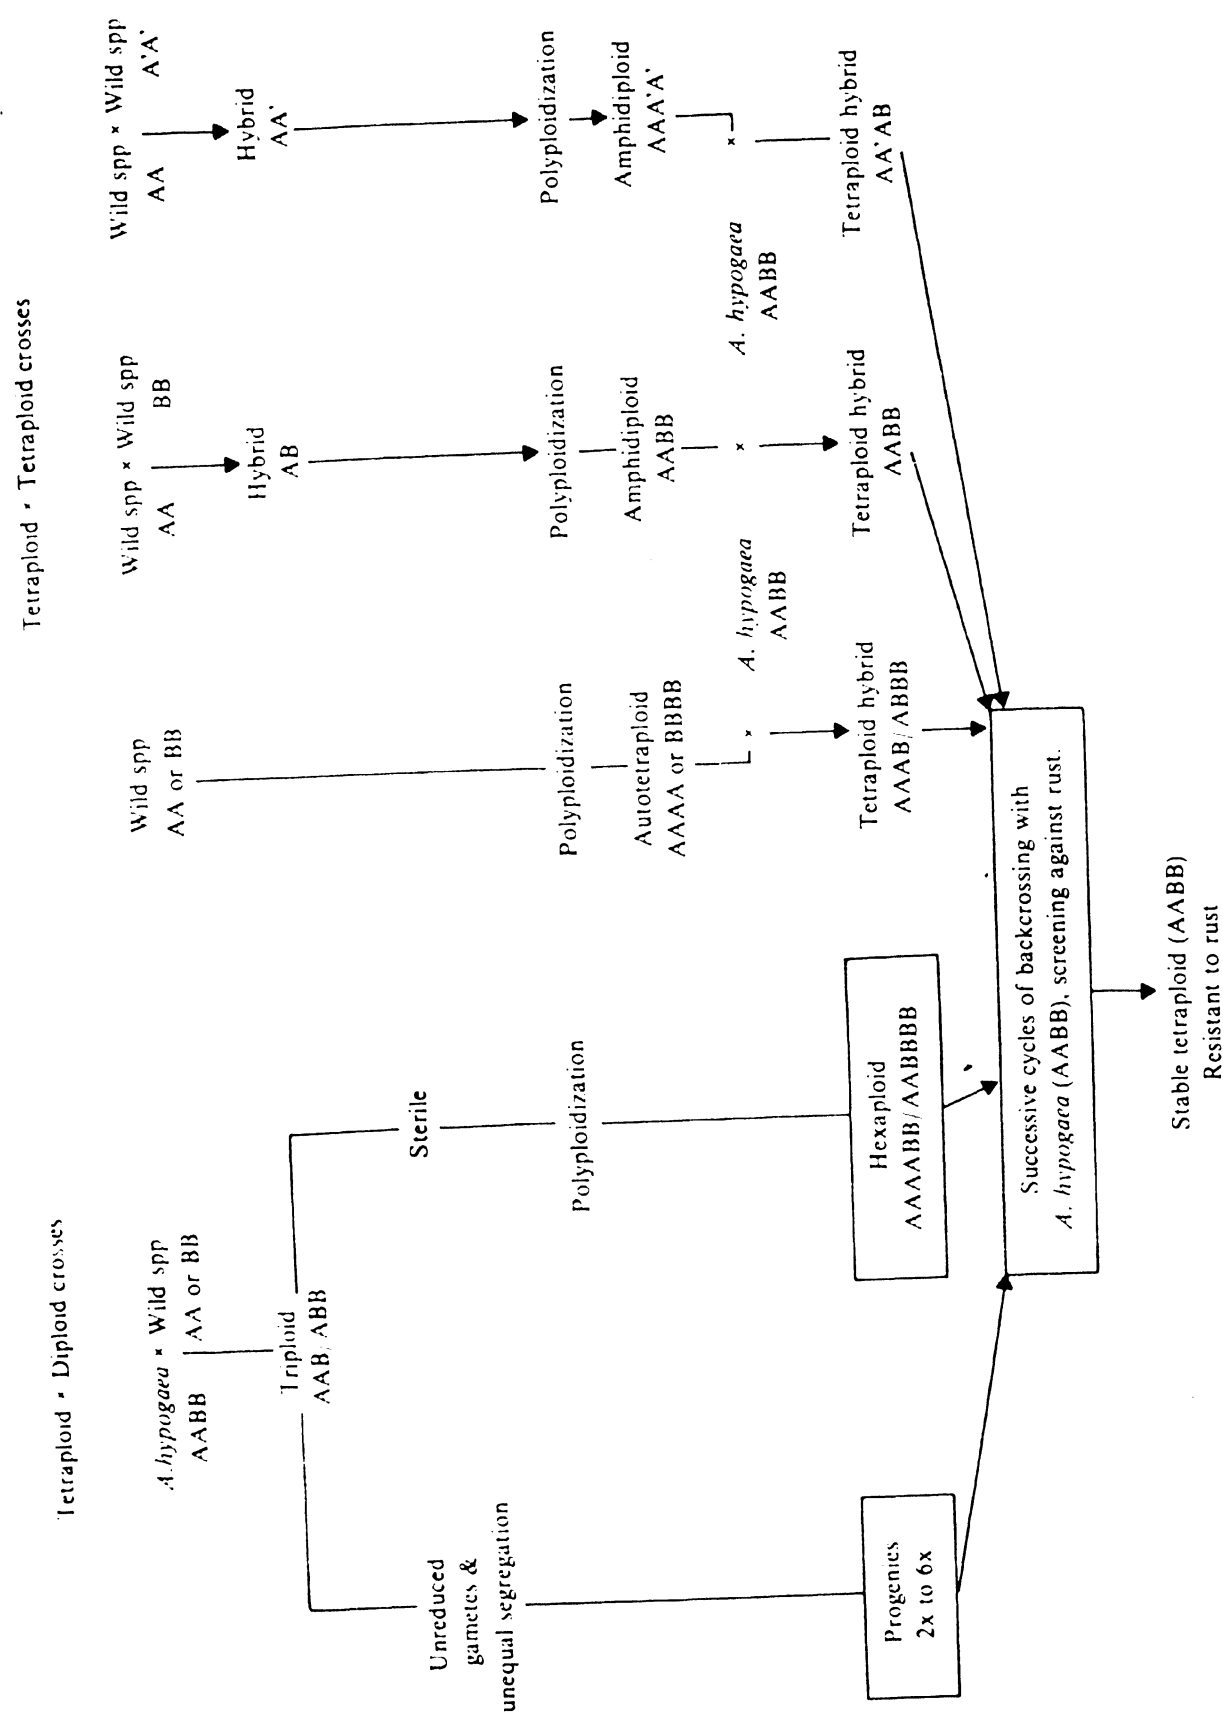 Tetraploid × Diploid crosses
A. hypogaea × Wild spp
AABB AA or BB
Triploid
AAB/ABB
Unreduced
gametes &
unequal segregation
Progenies
2x to 6x
Sterile
Polyploidization
Hexaploid
AAAABB/AABBBB
Tetraploid × Tetraploid crosses
Wild spp
AA or BB
Polyploidization
Autotetraploid
AAAA or BBBB
×
A. hypogaea
AABB
Tetraploid hybrid
AAAB/ABBB
Wild spp × Wild spp
AA BB
Hybrid
AB
Polyploidization
Amphidiploid
AABB
×
A. hypogaea
AABB
Tetraploid hybrid
AABB
Wild spp × Wild spp
AA A'A'
Hybrid
AA'
Polyploidization
Amphidiploid
AAA'A'
×
Tetraploid hybrid
AA'AB
Successive cycles of backcrossing with
A. hypogaea (AABB), screening against rust.
Stable tetraploid (AABB)
Resistant to rust